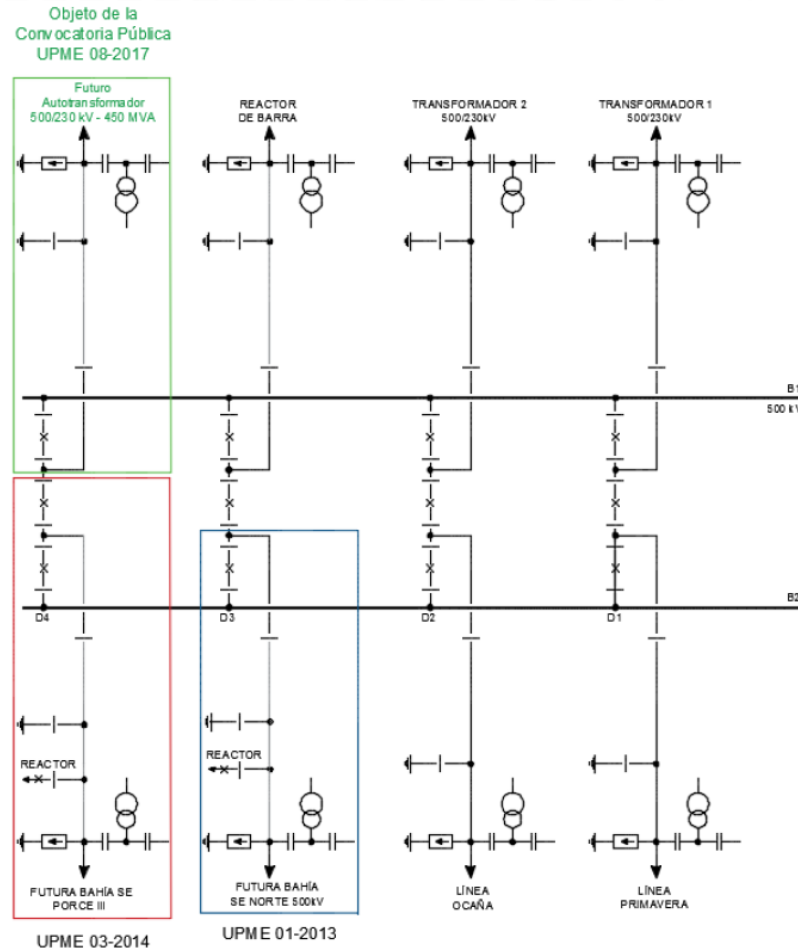 Objeto de la
Convocatoria Pública
UPME 08-2017
Futuro
Autotransformador
500/230 kV - 450 MVA
REACTOR
DE BARRA
TRANSFORMADOR 2
500/230kV
TRANSFORMADOR 1
500/230kV
B1
500 kV
B2
D4
D3
D2
D1
REACTOR
REACTOR
FUTURA BAHÍA SE
PORCE III
FUTURA BAHÍA
SE NORTE 500kV
LÍNEA
OCAÑA
LÍNEA
PRIMAVERA
UPME 03-2014
UPME 01-2013